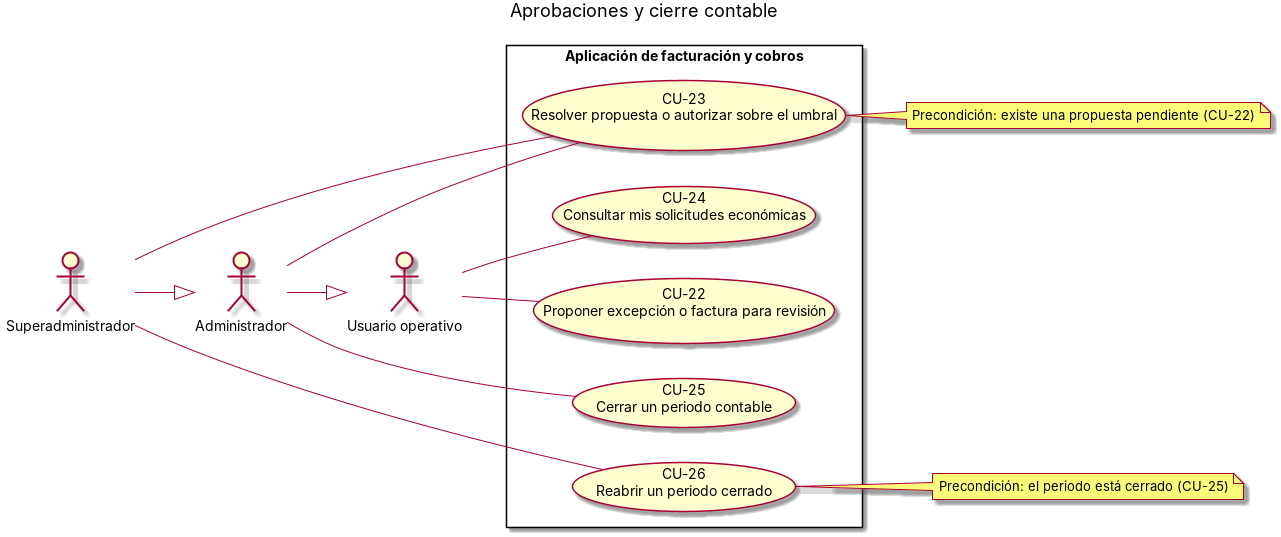 Aprobaciones y cierre contable
Aplicación de facturación y cobros
CU-23
Resolver propuesta o autorizar sobre el umbral
Precondición: existe una propuesta pendiente (CU-22)
CU-24
Consultar mis solicitudes económicas
CU-22
Proponer excepción o factura para revisión
Superadministrador
Administrador
Usuario operativo
CU-25
Cerrar un periodo contable
CU-26
Reabrir un periodo cerrado
Precondición: el periodo está cerrado (CU-25)